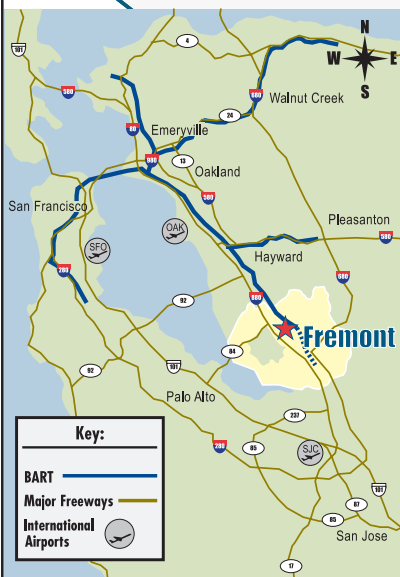 N
W E
S
101
4
580
680
Walnut Creek
80
24
Emeryville
980
13
Oakland
580
San Francisco
OAK
Pleasanton
SFO
580
Hayward
280
680
92
880
Fremont
84
92
101
Palo Alto
237
280
85
SJC
101
87
85
San Jose
17
Key:
BART
Major Freeways
International
Airports